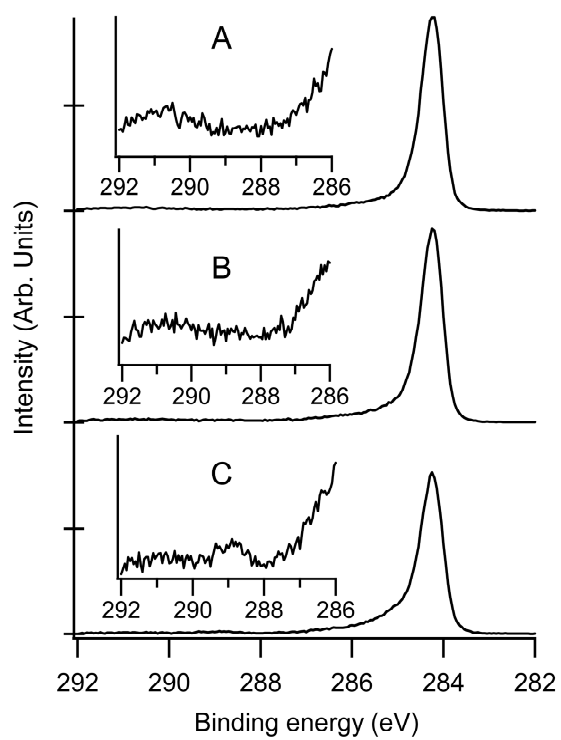 A
292 290 288 286
B
292 290 288 286
C
292 290 288 286
Intensity (Arb. Units)
292 290 288 286 284 282
Binding energy (eV)